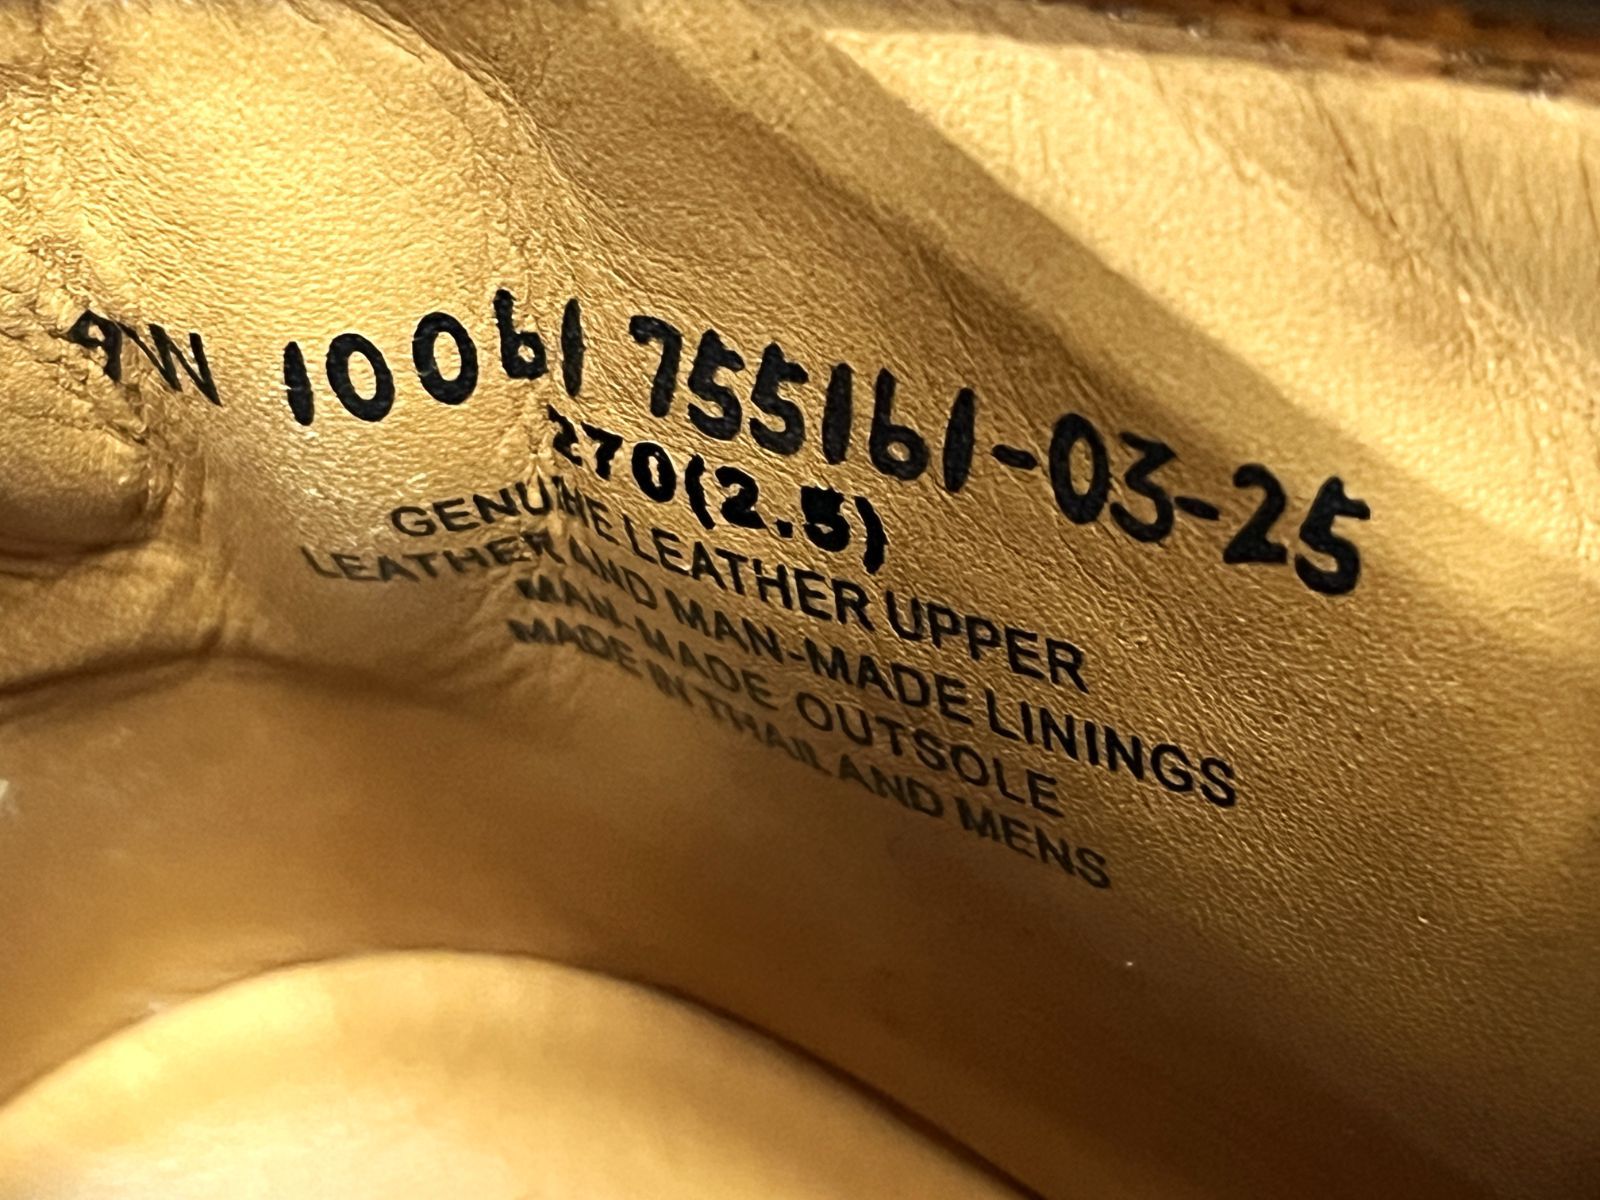 9W 10061 755161-03-25
270(2.5)
GENUINE LEATHER UPPER
LEATHER AND MAN-MADE LININGS
MAN-MADE OUTSOLE
MADE IN THAILAND MENS